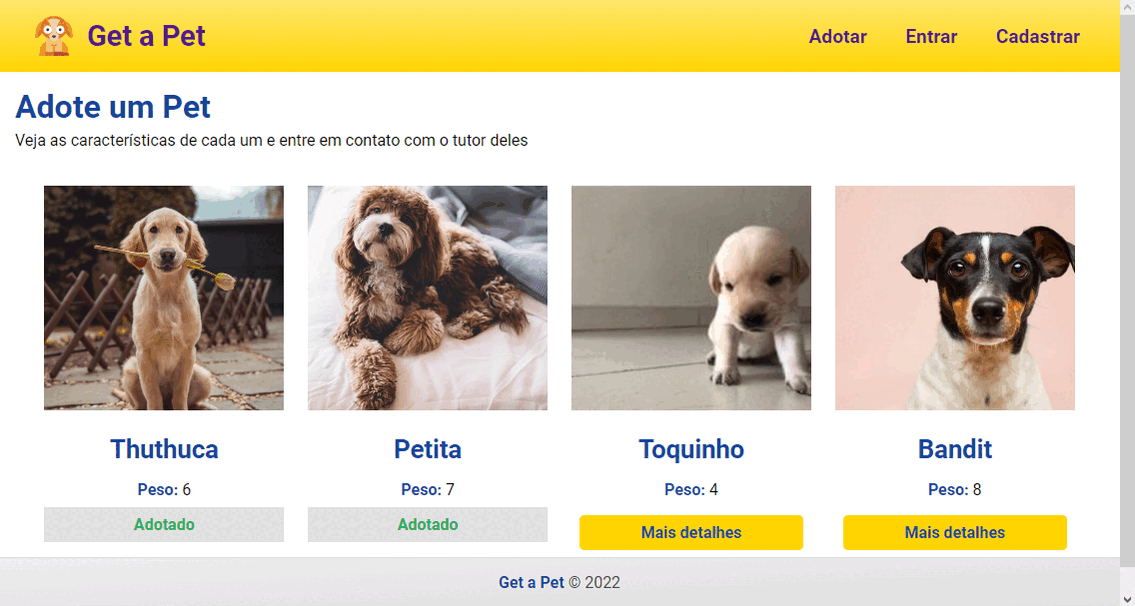 Get a Pet
Adotar Entrar Cadastrar
Adote um Pet
Veja as características de cada um e entre em contato com o tutor deles
Thuthuca
Peso: 6
Adotado
Petita
Peso: 7
Adotado
Toquinho
Peso: 4
Mais detalhes
Bandit
Peso: 8
Mais detalhes
Get a Pet © 2022